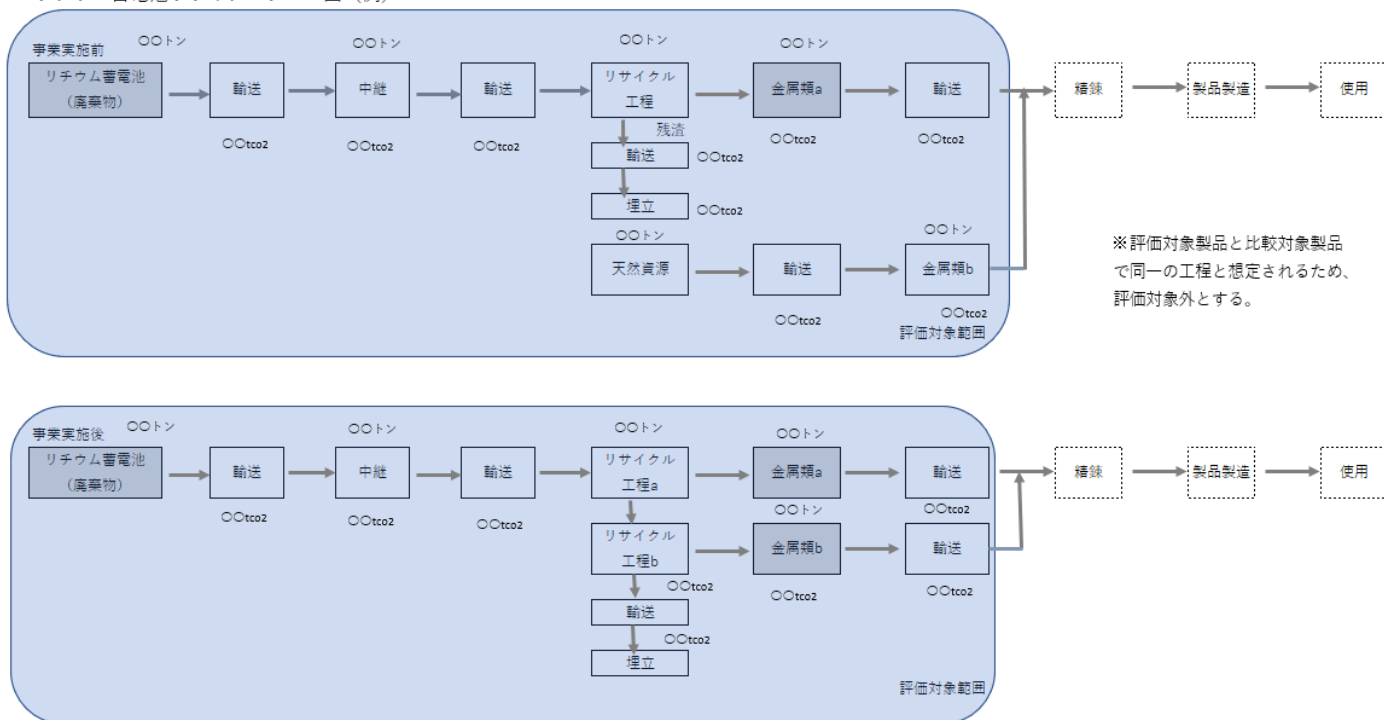 事業実施前
〇〇トン
〇〇トン
〇〇トン
〇〇トン
リチウム蓄電池
（廃棄物）
輸送
中継
輸送
リサイクル
工程
金属類a
輸送
精錬
製品製造
使用
〇〇tco2
〇〇tco2
〇〇tco2
残渣
〇〇tco2
〇〇tco2
輸送
〇〇tco2
埋立
〇〇tco2
〇〇トン
〇〇トン
天然資源
輸送
金属類b
〇〇tco2
〇〇tco2
評価対象範囲
※評価対象製品と比較対象製品
で同一の工程と想定されるため、
評価対象外とする。
事業実施後
〇〇トン
〇〇トン
〇〇トン
〇〇トン
リチウム蓄電池
（廃棄物）
輸送
中継
輸送
リサイクル
工程a
金属類a
輸送
精錬
製品製造
使用
〇〇tco2
〇〇tco2
〇〇tco2
〇〇トン
〇〇tco2
リサイクル
工程b
金属類b
輸送
〇〇tco2
〇〇tco2
〇〇tco2
輸送
〇〇tco2
埋立
評価対象範囲